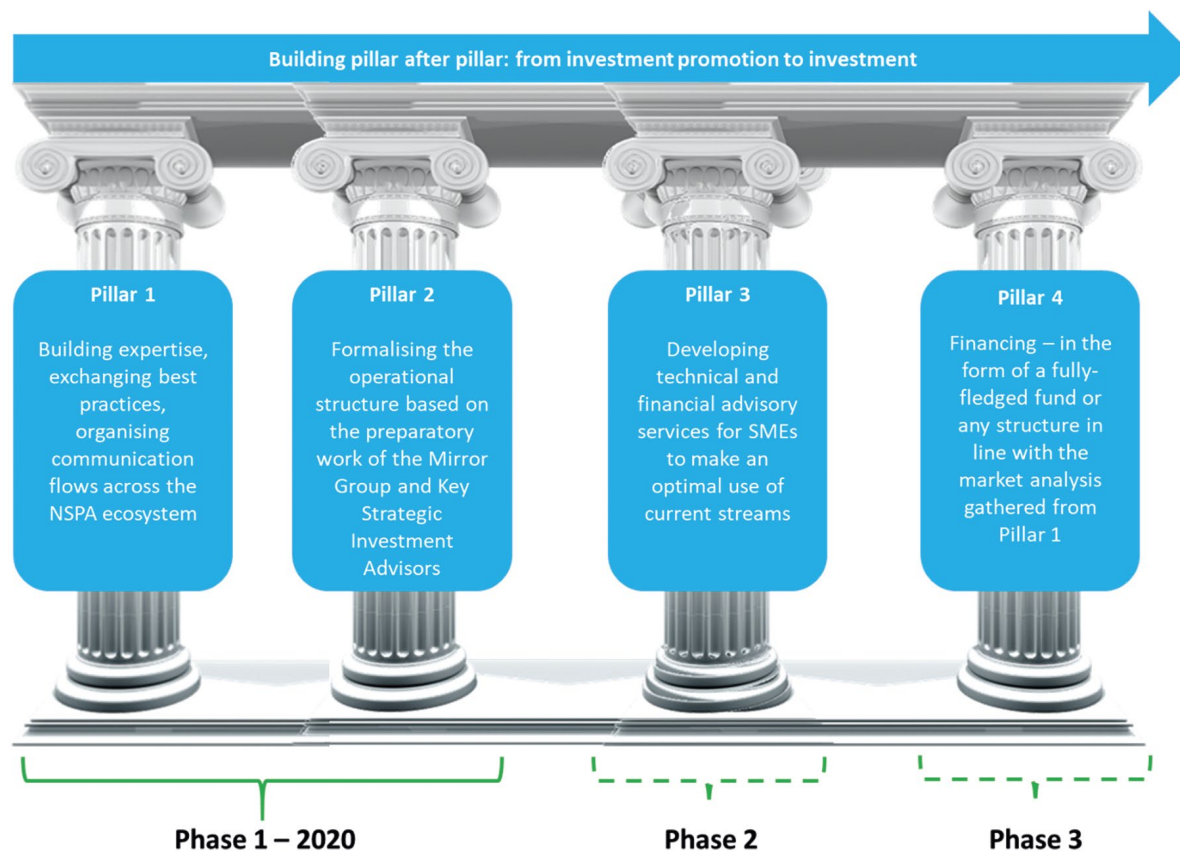 Building pillar after pillar: from investment promotion to investment
Pillar 1
Building expertise,
exchanging best
practices,
organising
communication
flows across the
NSPA ecosystem
Pillar 2
Formalising the
operational
structure based on
the preparatory
work of the Mirror
Group and Key
Strategic
Investment
Advisors
Pillar 3
Developing
technical and
financial advisory
services for SMEs
to make an
optimal use of
current streams
Pillar 4
Financing – in the
form of a fully-
fledged fund or
any structure in
line with the
market analysis
gathered from
Pillar 1
Phase 1 – 2020
Phase 2
Phase 3